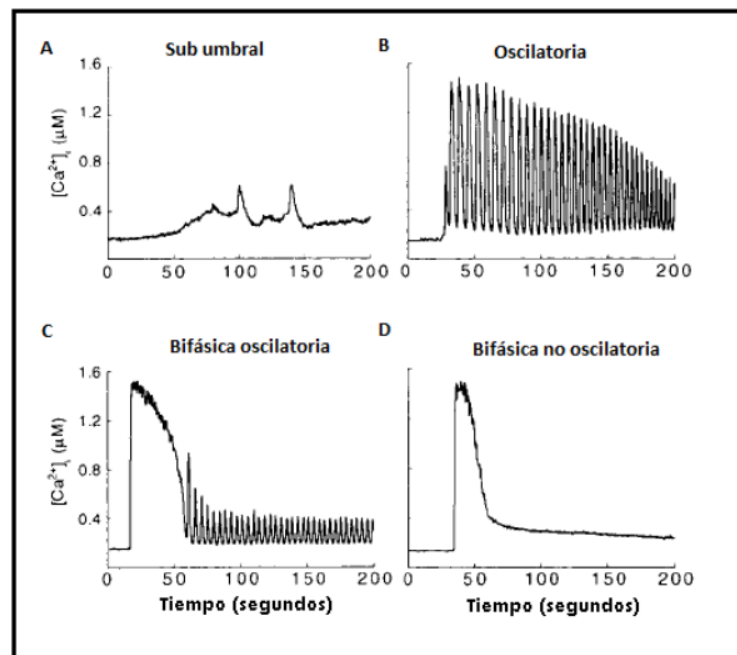 A
Sub umbral
B
Oscilatoria
1.6
1.2
0.8
0.4
[Ca²⁺]ᵢ (μM)
0 50 100 150 200
0 50 100 150 200
C
Bifásica oscilatoria
D
Bifásica no oscilatoria
1.6
1.2
0.8
0.4
[Ca²⁺]ᵢ (μM)
0 50 100 150 200
Tiempo (segundos)
0 50 100 150 200
Tiempo (segundos)